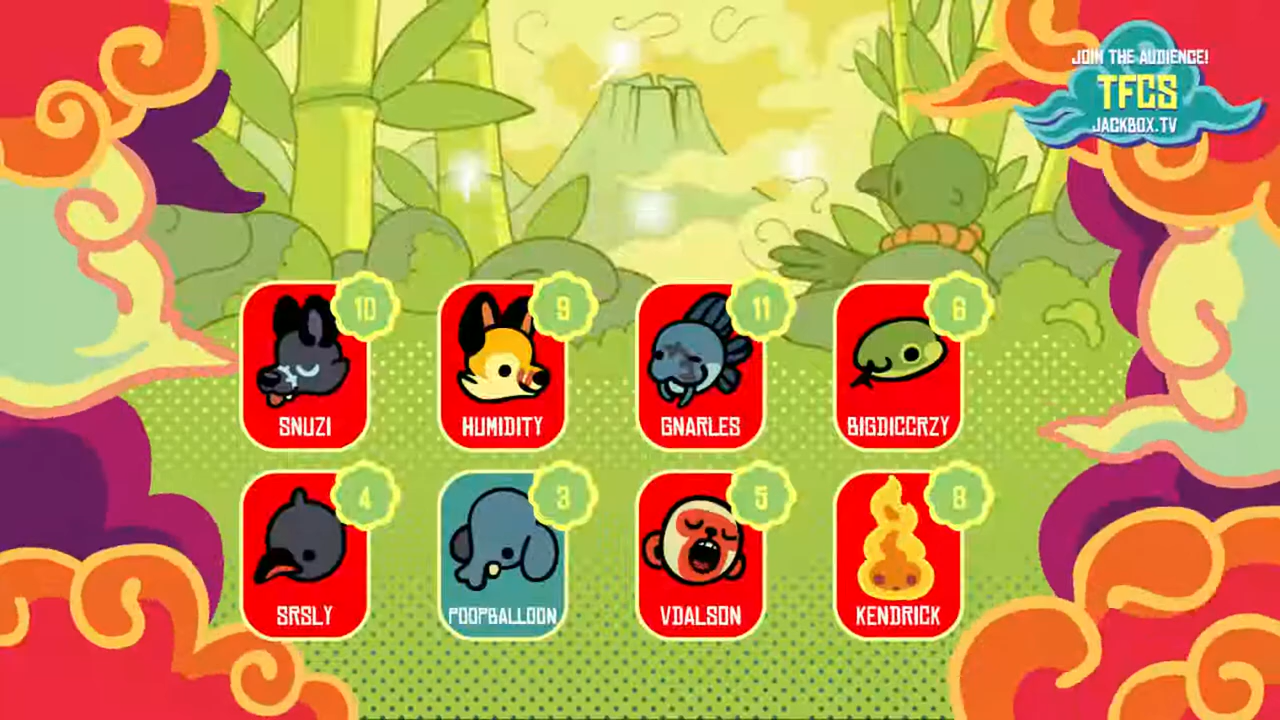 JOIN THE AUDIENCE!
TFCS
JACKBOX.TV
10
9
11
6
SNUZI
HUMIDITY
GNARLES
BIGDICCRZY
4
3
5
8
SRSLY
POOPBALLOON
VDALSON
KENDRICK